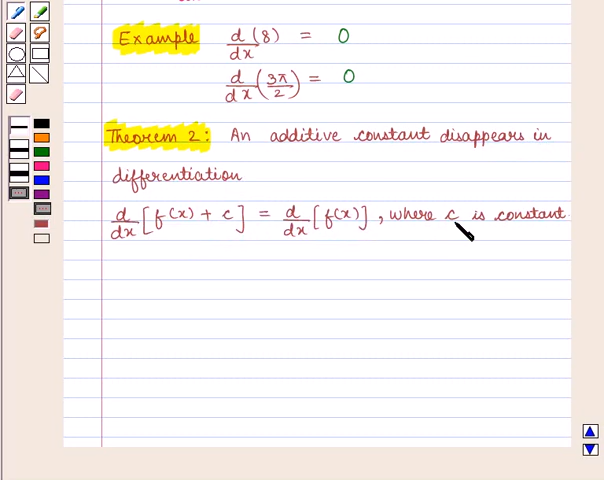 Example d/dx (8) = 0
d/dx (3π/2) = 0
Theorem 2: An additive constant disappears in
differentiation
d/dx [f(x) + c] = d/dx [f(x)], where c is constant